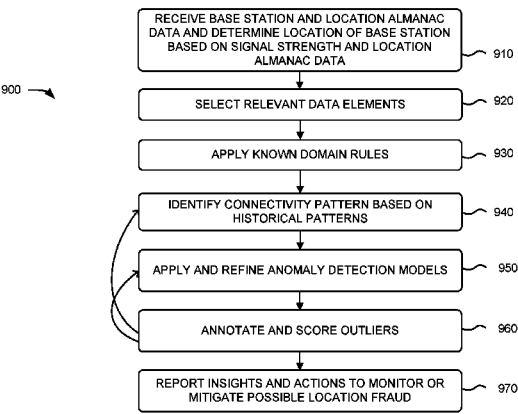 RECEIVE BASE STATION AND LOCATION ALMANAC
DATA AND DETERMINE LOCATION OF BASE STATION
BASED ON SIGNAL STRENGTH AND LOCATION
ALMANAC DATA
910
900
SELECT RELEVANT DATA ELEMENTS
920
APPLY KNOWN DOMAIN RULES
930
IDENTIFY CONNECTIVITY PATTERN BASED ON
HISTORICAL PATTERNS
940
APPLY AND REFINE ANOMALY DETECTION MODELS
950
ANNOTATE AND SCORE OUTLIERS
960
REPORT INSIGHTS AND ACTIONS TO MONITOR OR
MITIGATE POSSIBLE LOCATION FRAUD
970